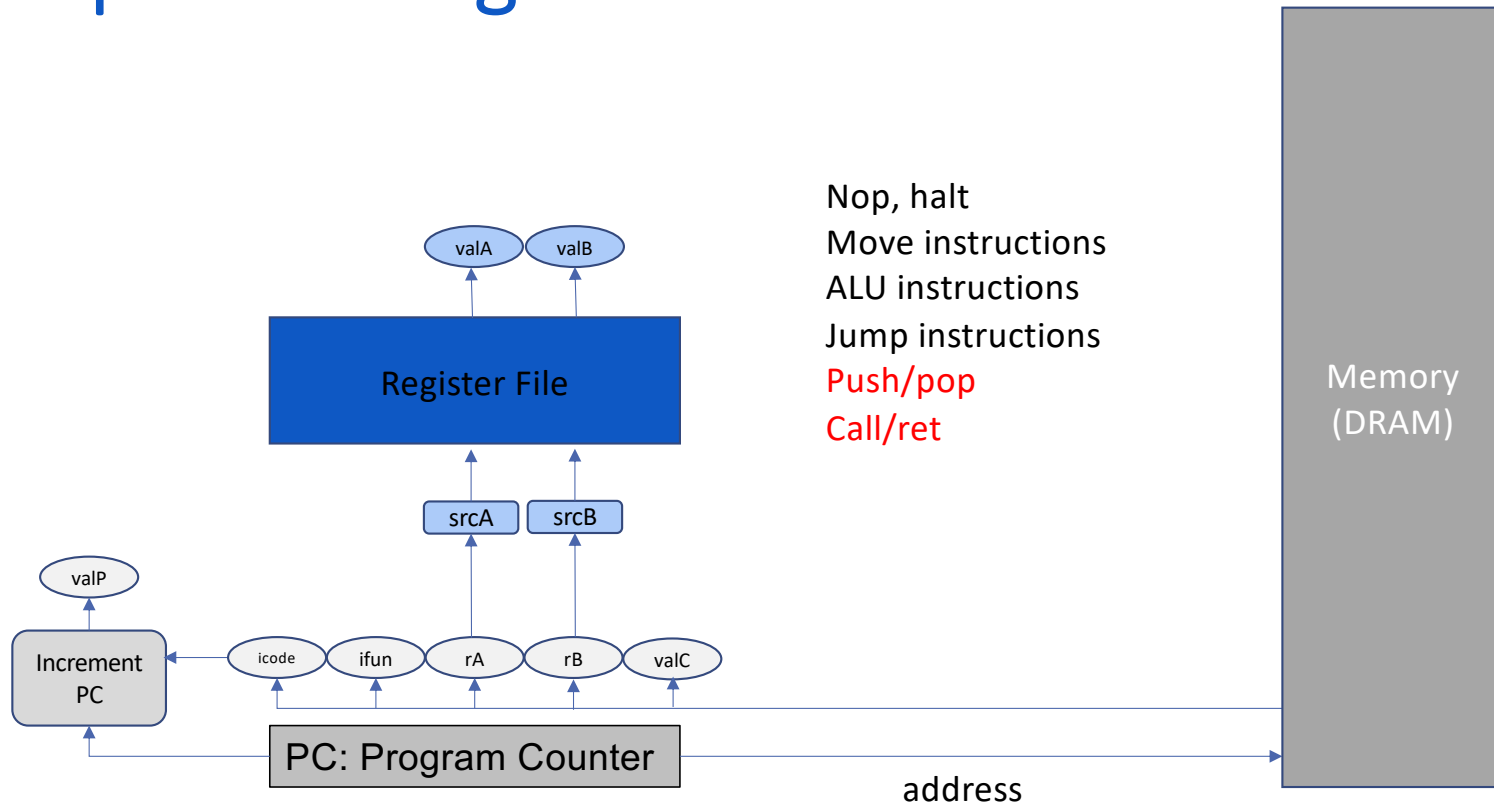 Nop, halt
Move instructions
ALU instructions
Jump instructions
Push/pop
Call/ret
valA
valB
Register File
Memory
(DRAM)
srcA
srcB
valP
Increment
PC
icode
ifun
rA
rB
valC
PC: Program Counter
address